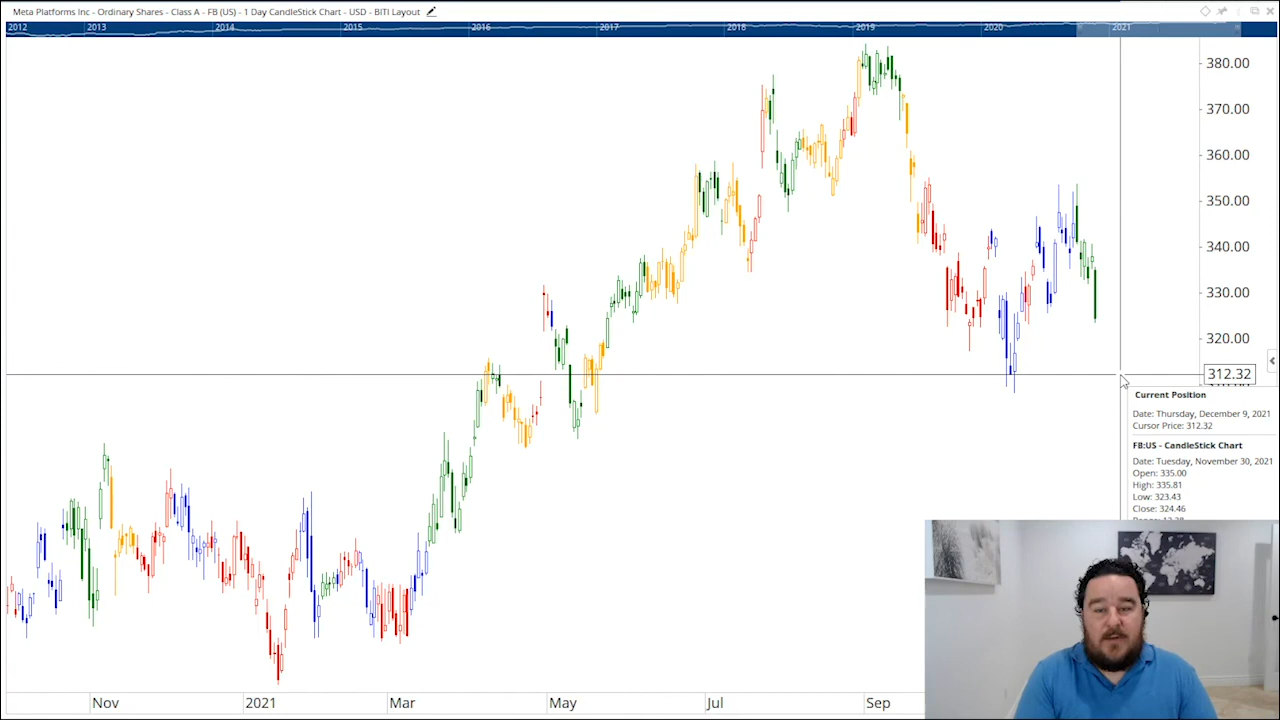 Meta Platforms Inc - Ordinary Shares - Class A - FB (US) - 1 Day CandleStick Chart - USD - BITI Layout
2012 2013 2014 2015 2016 2017 2018 2019 2020 2021
380.00
370.00
360.00
350.00
340.00
330.00
320.00
312.32
Current Position
Date: Thursday, December 9, 2021
Cursor Price: 312.32
FB:US - CandleStick Chart
Date: Tuesday, November 30, 2021
Open: 335.00
High: 335.81
Low: 323.43
Close: 324.46
Nov 2021 Mar May Jul Sep